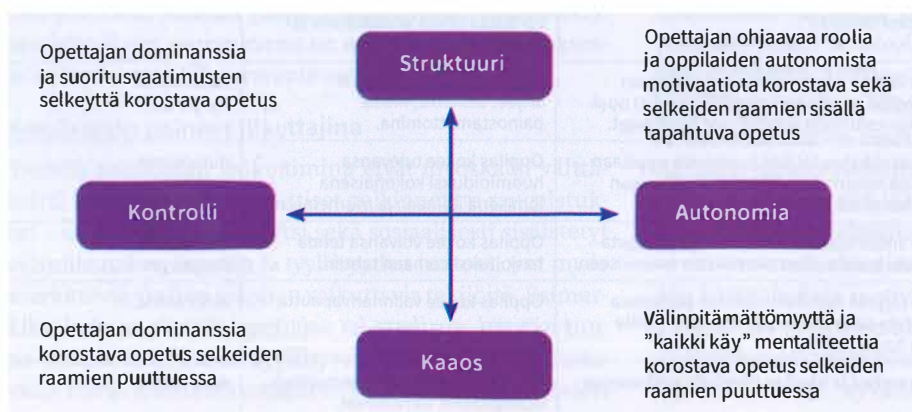 Opettajan dominanssia
ja suoritusvaatimusten
selkeyttä korostava opetus
Struktuuri
Opettajan ohjaavaa roolia
ja oppilaiden autonomista
motivaatiota korostava sekä
selkeiden raamien sisällä
tapahtuva opetus
Kontrolli
Autonomia
Opettajan dominanssia
korostava opetus selkeiden
raamien puuttuessa
Kaaos
Välinpitämättömyyttä ja
”kaikki käy” mentaliteettia
korostava opetus selkeiden
raamien puuttuessa